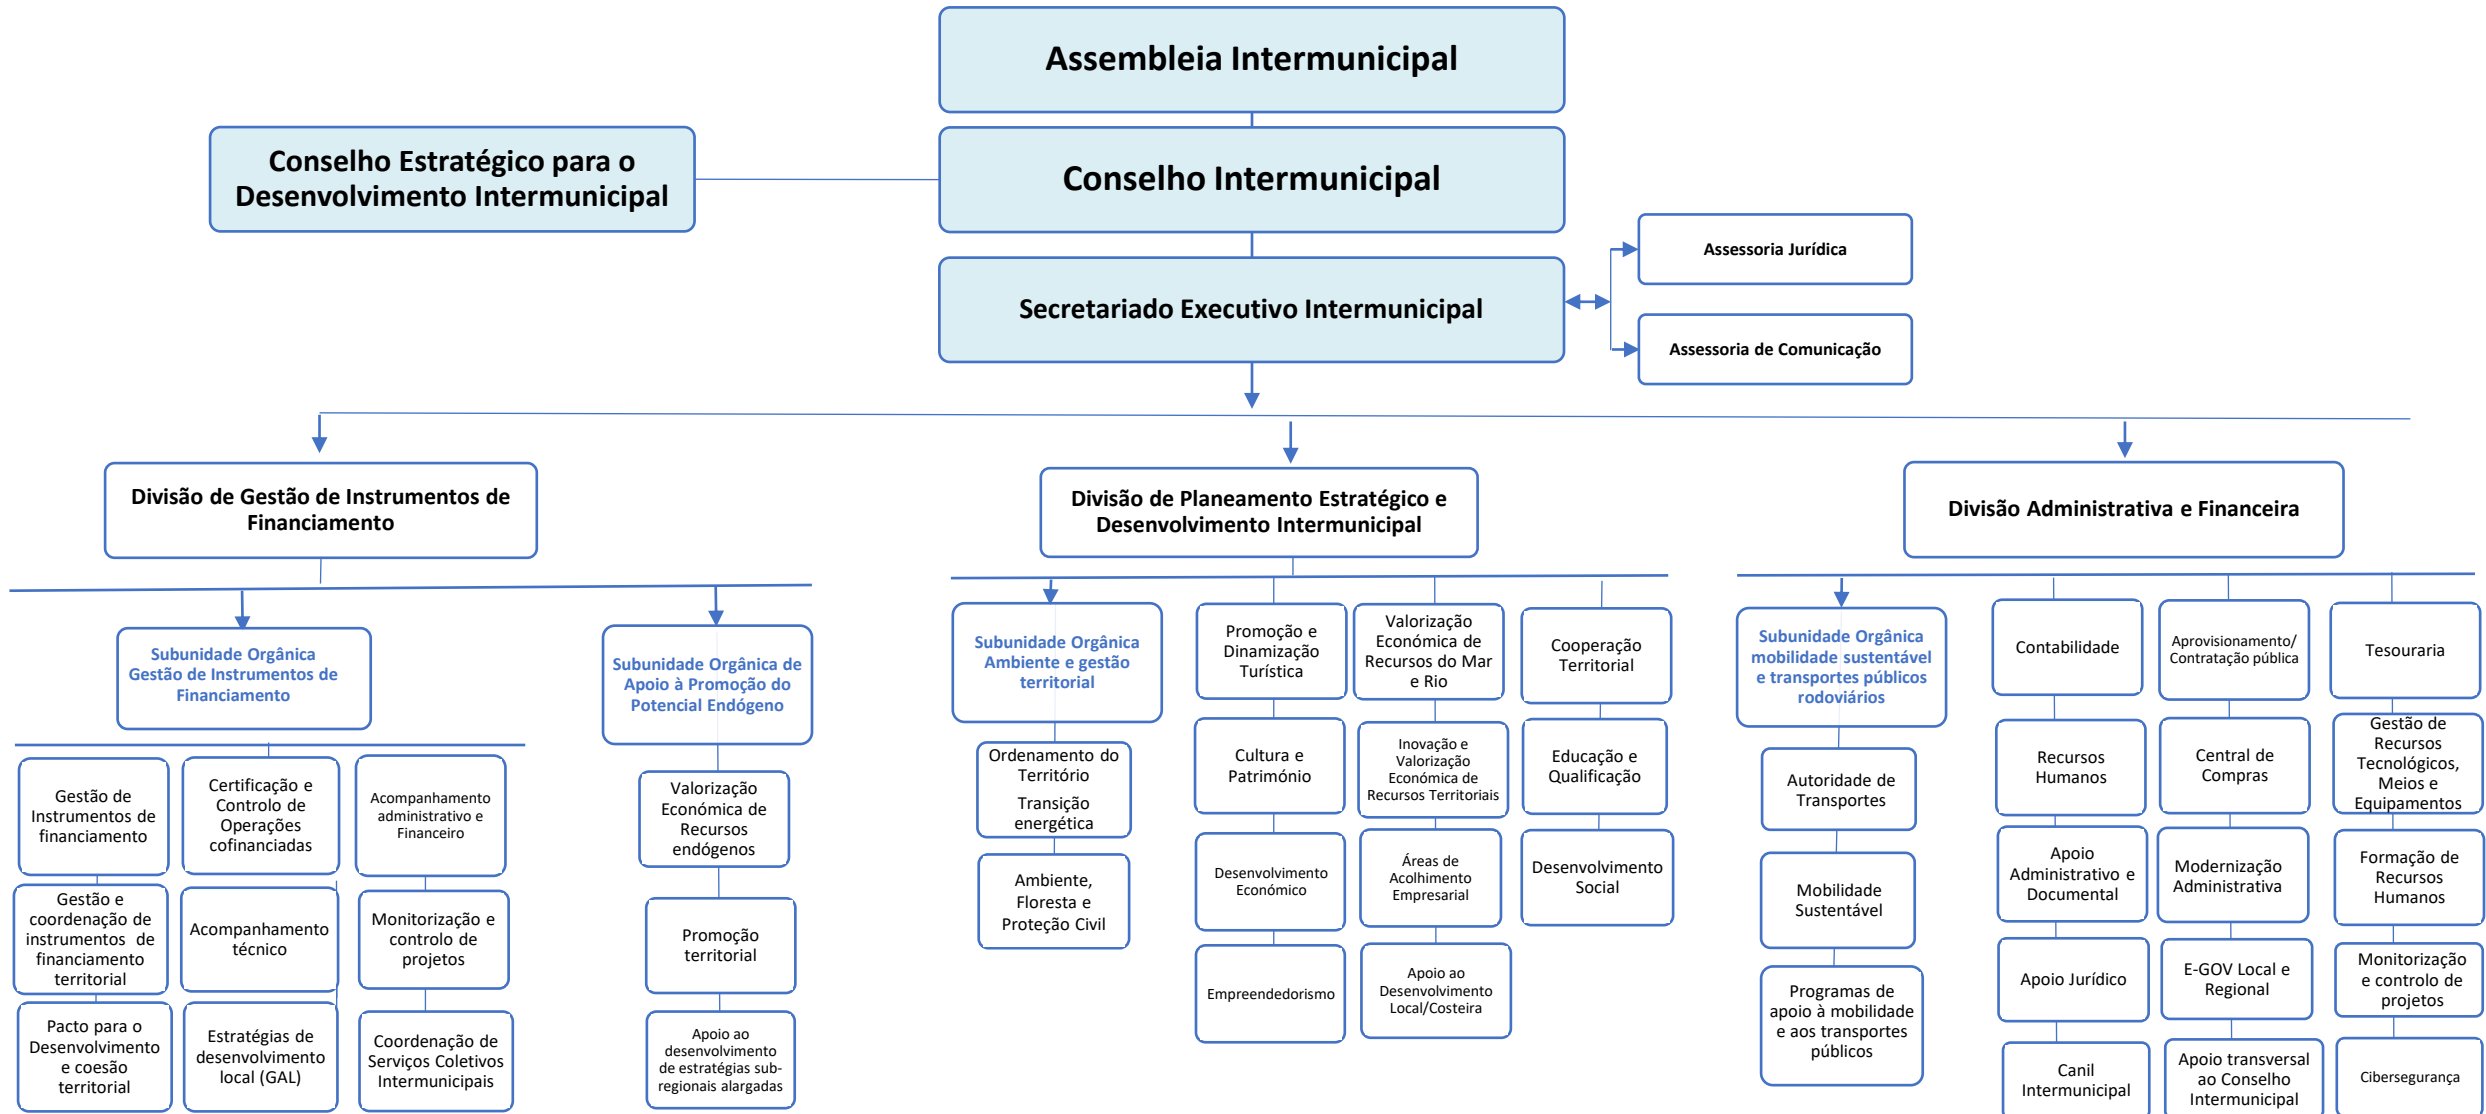 Assembleia Intermunicipal
Conselho Estratégico para o
Desenvolvimento Intermunicipal
Conselho Intermunicipal
Assessoria Jurídica
Secretariado Executivo Intermunicipal
Assessoria de Comunicação
Divisão de Gestão de Instrumentos de
Financiamento
Divisão de Planeamento Estratégico e
Desenvolvimento Intermunicipal
Divisão Administrativa e Financeira
Subunidade Orgânica
Gestão de Instrumentos de
Financiamento
Gestão de
Instrumentos de
financiamento
Gestão e
coordenação de
instrumentos de
financiamento
territorial
Pacto para o
Desenvolvimento
e coesão
territorial
Certificação e
Controlo de
Operações
cofinanciadas
Acompanhamento
técnico
Estratégias de
desenvolvimento
local (GAL)
Acompanhamento
administrativo e
Financeiro
Monitorização e
controlo de
projetos
Coordenação de
Serviços Coletivos
Intermunicipais
Subunidade Orgânica de
Apoio à Promoção do
Potencial Endógeno
Valorização
Económica de
Recursos
endógenos
Promoção
territorial
Apoio ao
desenvolvimento
de estratégias sub-
regionais alargadas
Subunidade Orgânica
Ambiente e gestão
territorial
Ordenamento do
Território
Transição
energética
Ambiente,
Floresta e
Proteção Civil
Promoção e
Dinamização
Turística
Cultura e
Património
Desenvolvimento
Económico
Empreendedorismo
Valorização
Económica de
Recursos do Mar
e Rio
Inovação e
Valorização
Económica de
Recursos Territoriais
Áreas de
Acolhimento
Empresarial
Apoio ao
Desenvolvimento
Local/Costeira
Cooperação
Territorial
Educação e
Qualificação
Desenvolvimento
Social
Subunidade Orgânica
mobilidade sustentável
e transportes públicos
rodoviários
Autoridade de
Transportes
Mobilidade
Sustentável
Programas de
apoio à mobilidade
e aos transportes
públicos
Contabilidade
Recursos
Humanos
Apoio
Administrativo e
Documental
Apoio Jurídico
Canil
Intermunicipal
Aprovisionamento/
Contratação pública
Central de
Compras
Modernização
Administrativa
E-GOV Local e
Regional
Apoio transversal
ao Conselho
Intermunicipal
Tesouraria
Gestão de
Recursos
Tecnológicos,
Meios e
Equipamentos
Formação de
Recursos
Humanos
Monitorização
e controlo de
projetos
Cibersegurança